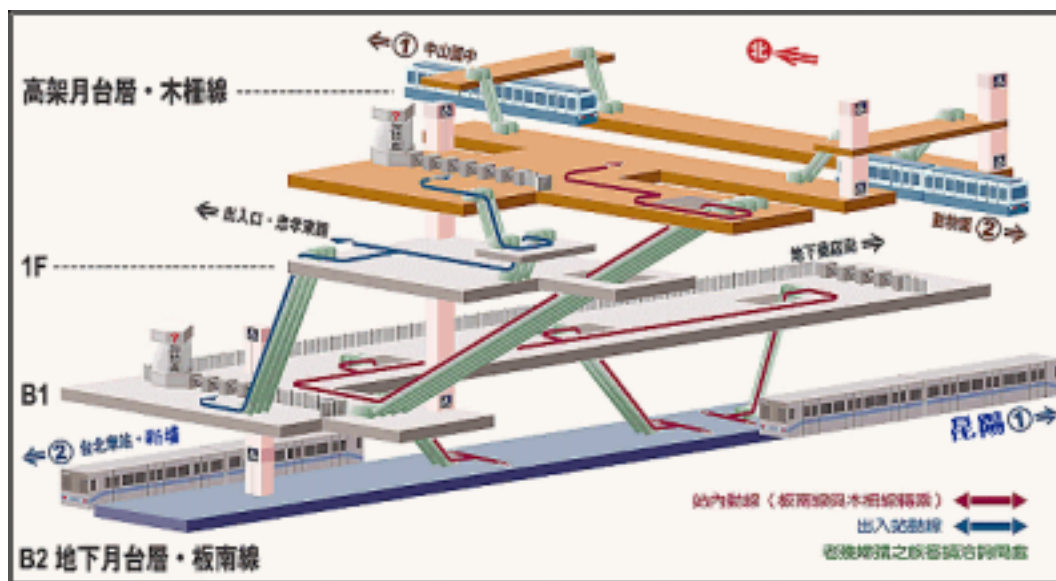 ① 中山國中
北
高架月台層・木柵線
出入口・忠孝東路
動物園 ②
1F
地下商店街
B1
② 台北車站・新埔
昆陽 ①
站內動線（板南線與木柵線轉乘）
出入站動線
B2 地下月台層・板南線